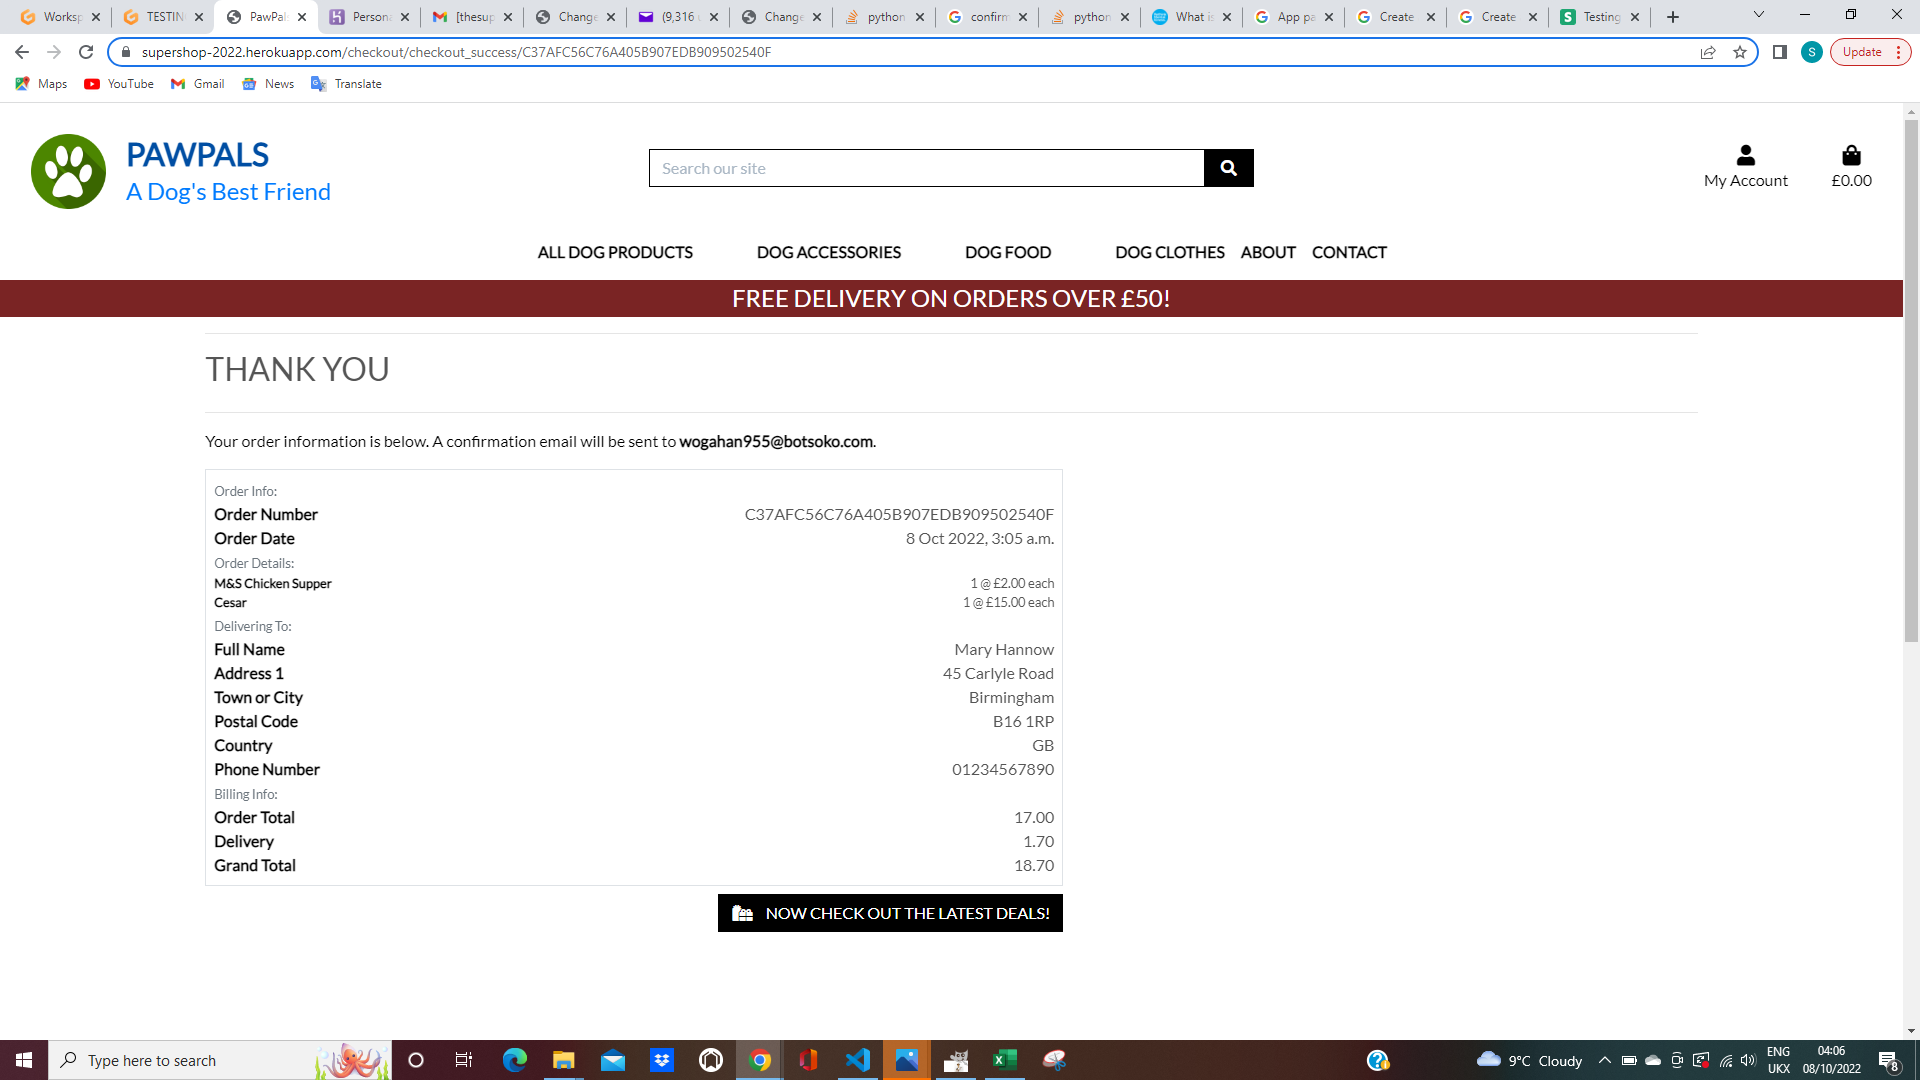 Worksp
TESTIN
PawPal
Persona
[thesup
Change
(9,316
Change
python
confirm
python
What is
App pa
Create
Create
Testing
supershop-2022.herokuapp.com/checkout/checkout_success/C37AFC56C76A405B907EDB909502540F
S
Update
Maps
YouTube
Gmail
News
Translate
PAWPALS
A Dog's Best Friend
Search our site
My Account
£0.00
ALL DOG PRODUCTS
DOG ACCESSORIES
DOG FOOD
DOG CLOTHES
ABOUT
CONTACT
FREE DELIVERY ON ORDERS OVER £50!
THANK YOU
Your order information is below. A confirmation email will be sent to wogahan955@botsoko.com.
Order Info:
Order Number C37AFC56C76A405B907EDB909502540F
Order Date 8 Oct 2022, 3:05 a.m.
Order Details:
M&S Chicken Supper 1 @ £2.00 each
Cesar 1 @ £15.00 each
Delivering To:
Full Name Mary Hannow
Address 1 45 Carlyle Road
Town or City Birmingham
Postal Code B16 1RP
Country GB
Phone Number 01234567890
Billing Info:
Order Total 17.00
Delivery 1.70
Grand Total 18.70
NOW CHECK OUT THE LATEST DEALS!
Type here to search
9°C Cloudy
ENG
UKX
04:06
08/10/2022
8